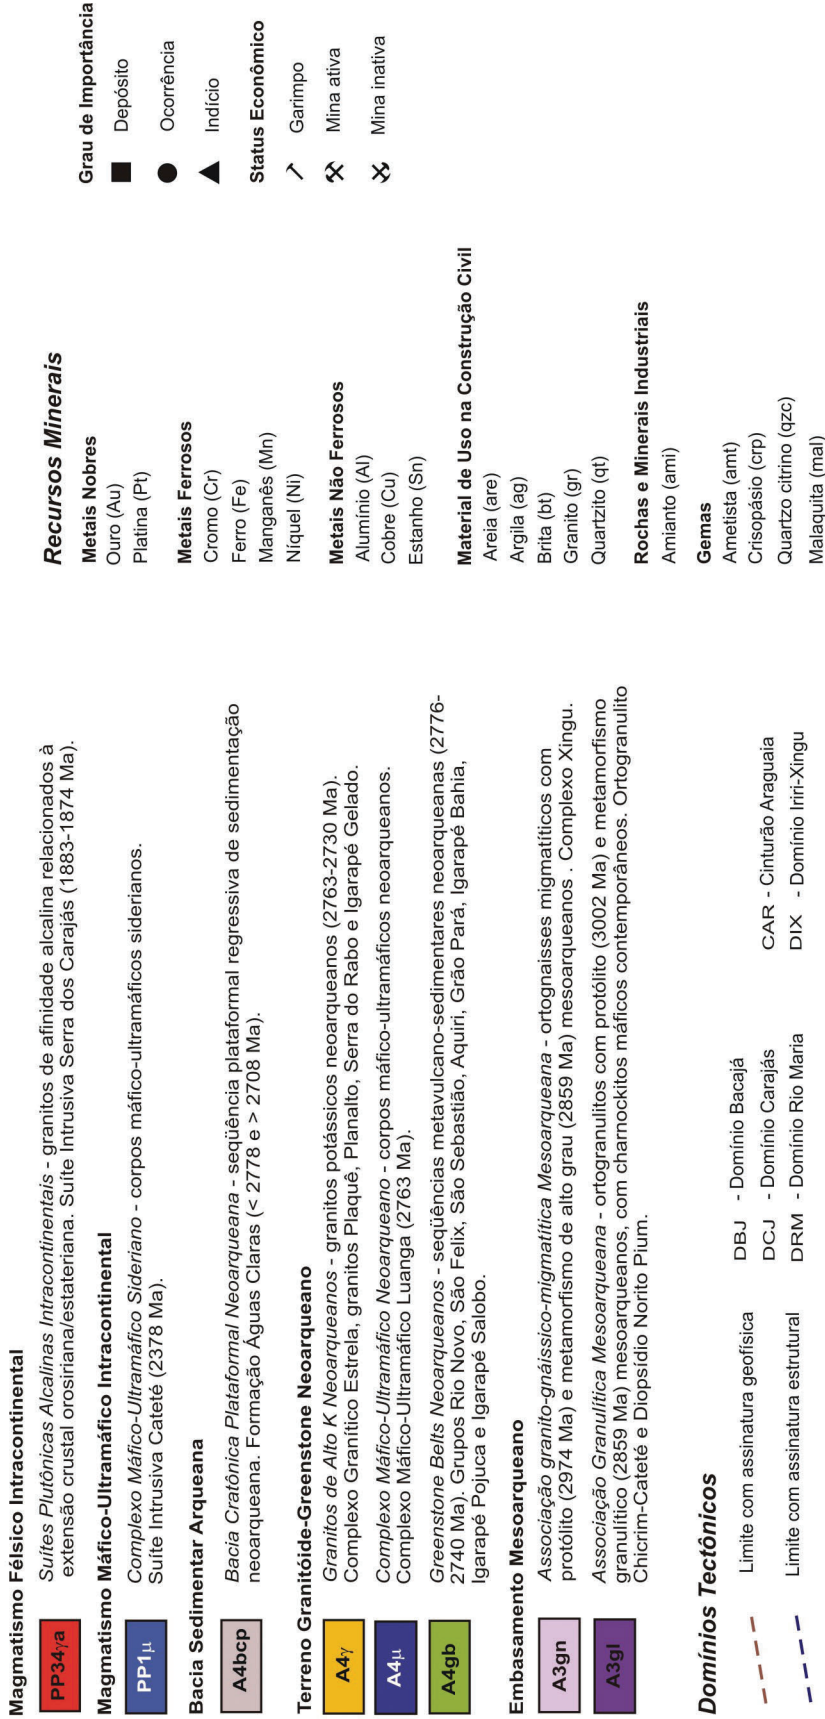 Magmatismo Félsico Intracontinental
PP34γa
Suítes Plutônicas Alcalinas Intracontinentais - granitos de afinidade alcalina relacionados à
extensão crustal orosiriana/estateriana. Suíte Intrusiva Serra dos Carajás (1883-1874 Ma).
Magmatismo Máfico-Ultramáfico Intracontinental
PP1μ
Complexo Máfico-Ultramáfico Sideriano - corpos máfico-ultramáficos siderianos.
Suíte Intrusiva Cateté (2378 Ma).
Bacia Sedimentar Arqueana
A4bcp
Bacia Cratônica Plataformal Neoarqueana - seqüência plataformal regressiva de sedimentação
neoarqueana. Formação Águas Claras (< 2778 e > 2708 Ma).
Terreno Granitóide-Greenstone Neoarqueano
A4γ
Granitos de Alto K Neoarqueanos - granitos potássicos neoarqueanos (2763-2730 Ma).
Complexo Granítico Estrela, granitos Plaquê, Planalto, Serra do Rabo e Igarapé Gelado.
A4μ
Complexo Máfico-Ultramáfico Neoarqueano - corpos máfico-ultramáficos neoarqueanos.
Complexo Máfico-Ultramáfico Luanga (2763 Ma).
A4gb
Greenstone Belts Neoarqueanos - seqüências metavulcano-sedimentares neoarqueanas (2776-
2740 Ma). Grupos Rio Novo, São Felix, São Sebastião, Aquiri, Grão Pará, Igarapé Bahia,
Igarapé Pojuca e Igarapé Salobo.
Embasamento Mesoarqueano
A3gn
Associação granito-gnáissico-migmatítica Mesoarqueana - ortognaisses migmatíticos com
protólito (2974 Ma) e metamorfismo de alto grau (2859 Ma) mesoarqueanos . Complexo Xingu.
A3gl
Associação Granulítica Mesoarqueana - ortogranulitos com protólito (3002 Ma) e metamorfismo
granulítico (2859 Ma) mesoarqueanos, com charnockitos máficos contemporâneos. Ortogranulito
Chicrim-Cateté e Diopsídio Norito Pium.
Domínios Tectônicos
Limite com assinatura geofísica
Limite com assinatura estrutural
DBJ - Domínio Bacajá
DCJ - Domínio Carajás
DRM - Domínio Rio Maria
CAR - Cinturão Araguaia
DIX - Domínio Iriri-Xingu
Recursos Minerais
Metais Nobres
Ouro (Au)
Platina (Pt)
Metais Ferrosos
Cromo (Cr)
Ferro (Fe)
Manganês (Mn)
Níquel (Ni)
Metais Não Ferrosos
Alumínio (Al)
Cobre (Cu)
Estanho (Sn)
Material de Uso na Construção Civil
Areia (are)
Argila (ag)
Brita (bt)
Granito (gr)
Quartzito (qt)
Rochas e Minerais Industriais
Amianto (ami)
Gemas
Ametista (amt)
Crisopásio (crp)
Quartzo citrino (qzc)
Malaquita (mal)
Grau de Importância
Depósito
Ocorrência
Indício
Status Econômico
Garimpo
Mina ativa
Mina inativa